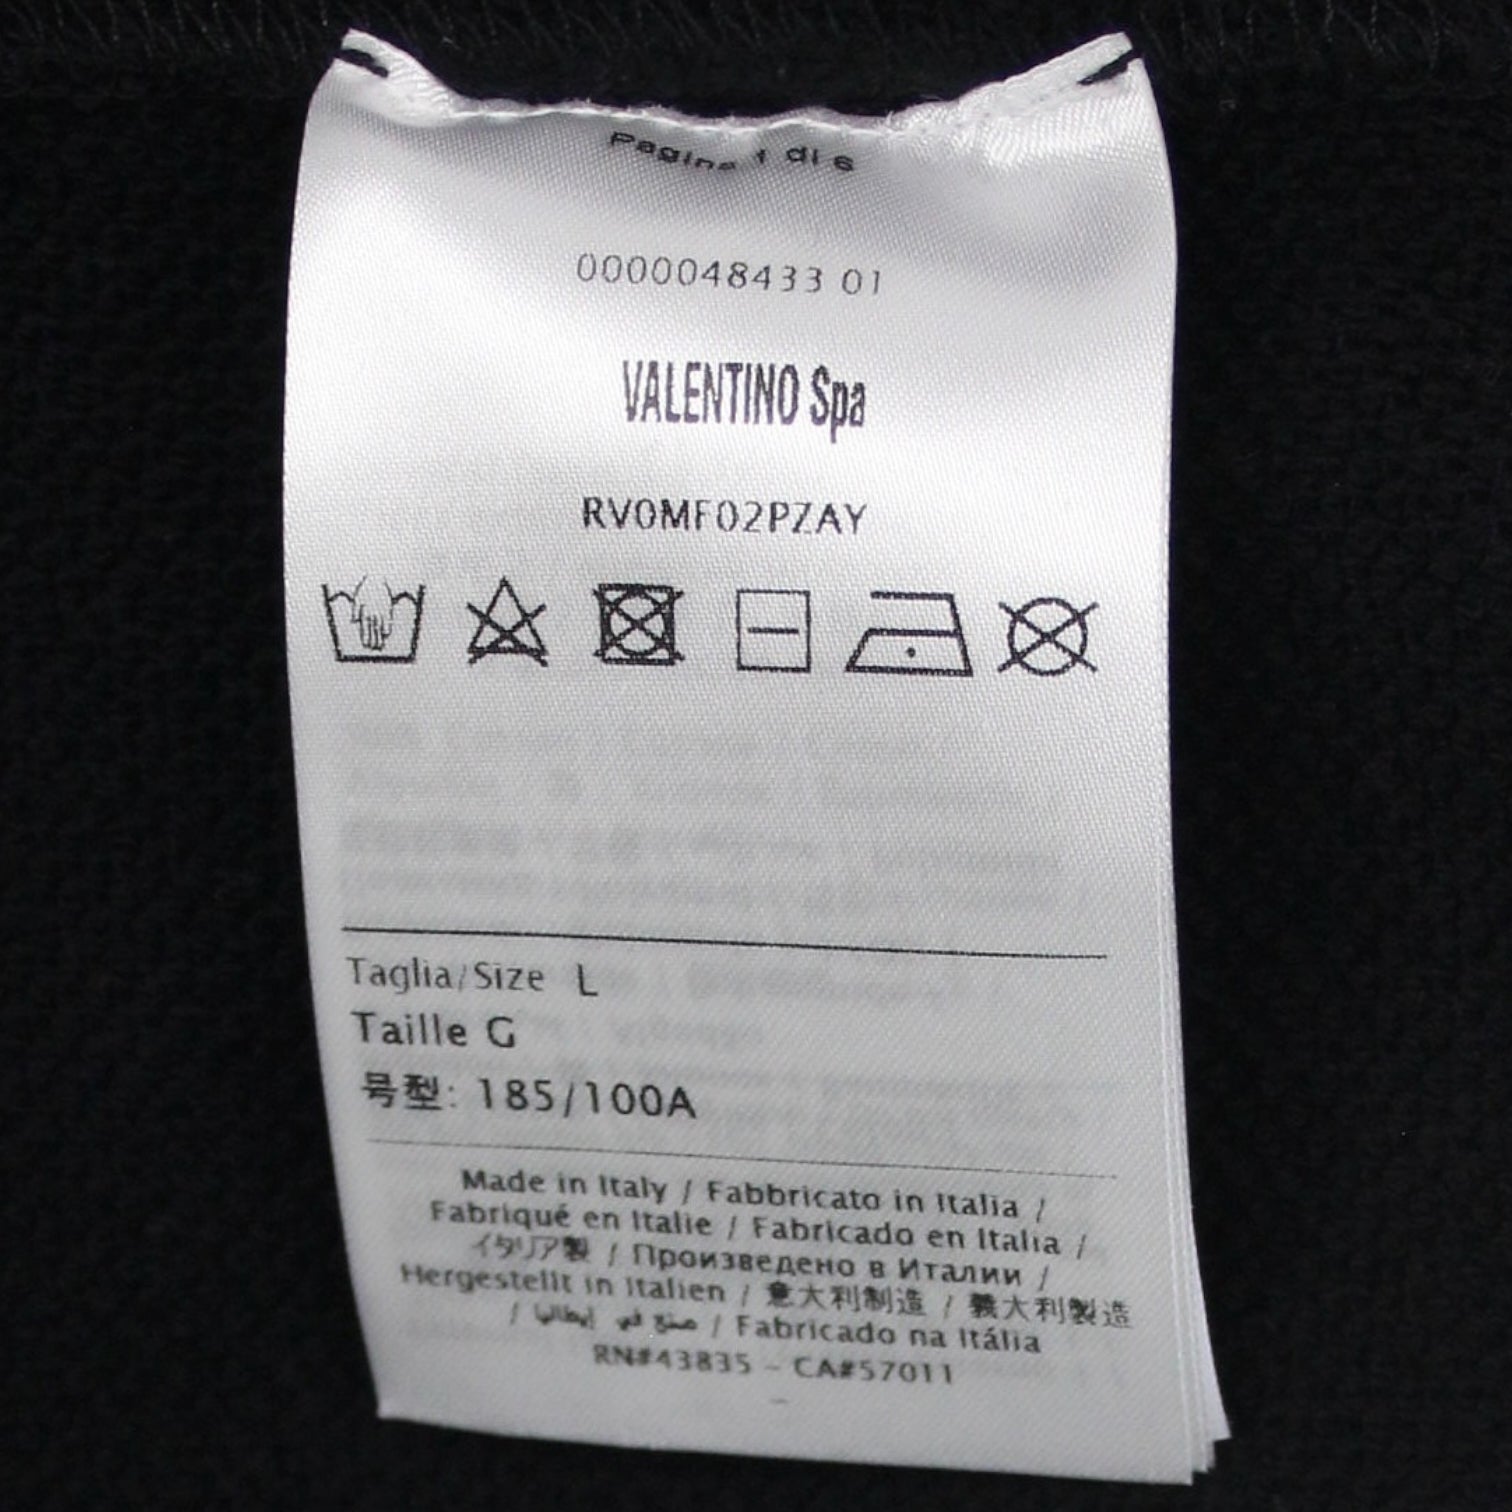 Pagina 1 di 6
0000048433 01
VALENTINO Spa
RV0MF02PZAY
Taglia/Size L
Taille G
号型: 185/100A
Made in Italy / Fabbricato in Italia /
Fabriqué en Italie / Fabricado en Italia /
イタリア製 / Произведено в Италии /
Hergestellt in Italien / 意大利制造 / 義大利製造
/ صنع في إيطاليا / Fabricado na Itália
RN#43835 - CA#57011